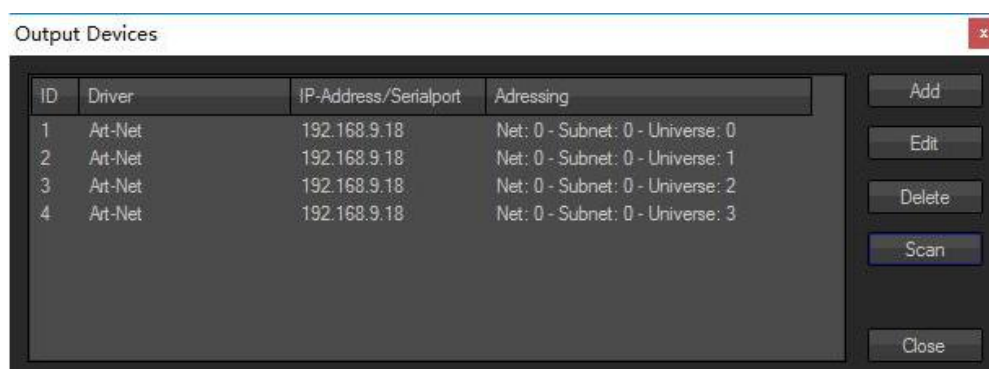 Output Devices
x
ID Driver IP-Address/Serialport Adressing
1 Art-Net 192.168.9.18 Net: 0 - Subnet: 0 - Universe: 0
2 Art-Net 192.168.9.18 Net: 0 - Subnet: 0 - Universe: 1
3 Art-Net 192.168.9.18 Net: 0 - Subnet: 0 - Universe: 2
4 Art-Net 192.168.9.18 Net: 0 - Subnet: 0 - Universe: 3
Add
Edit
Delete
Scan
Close